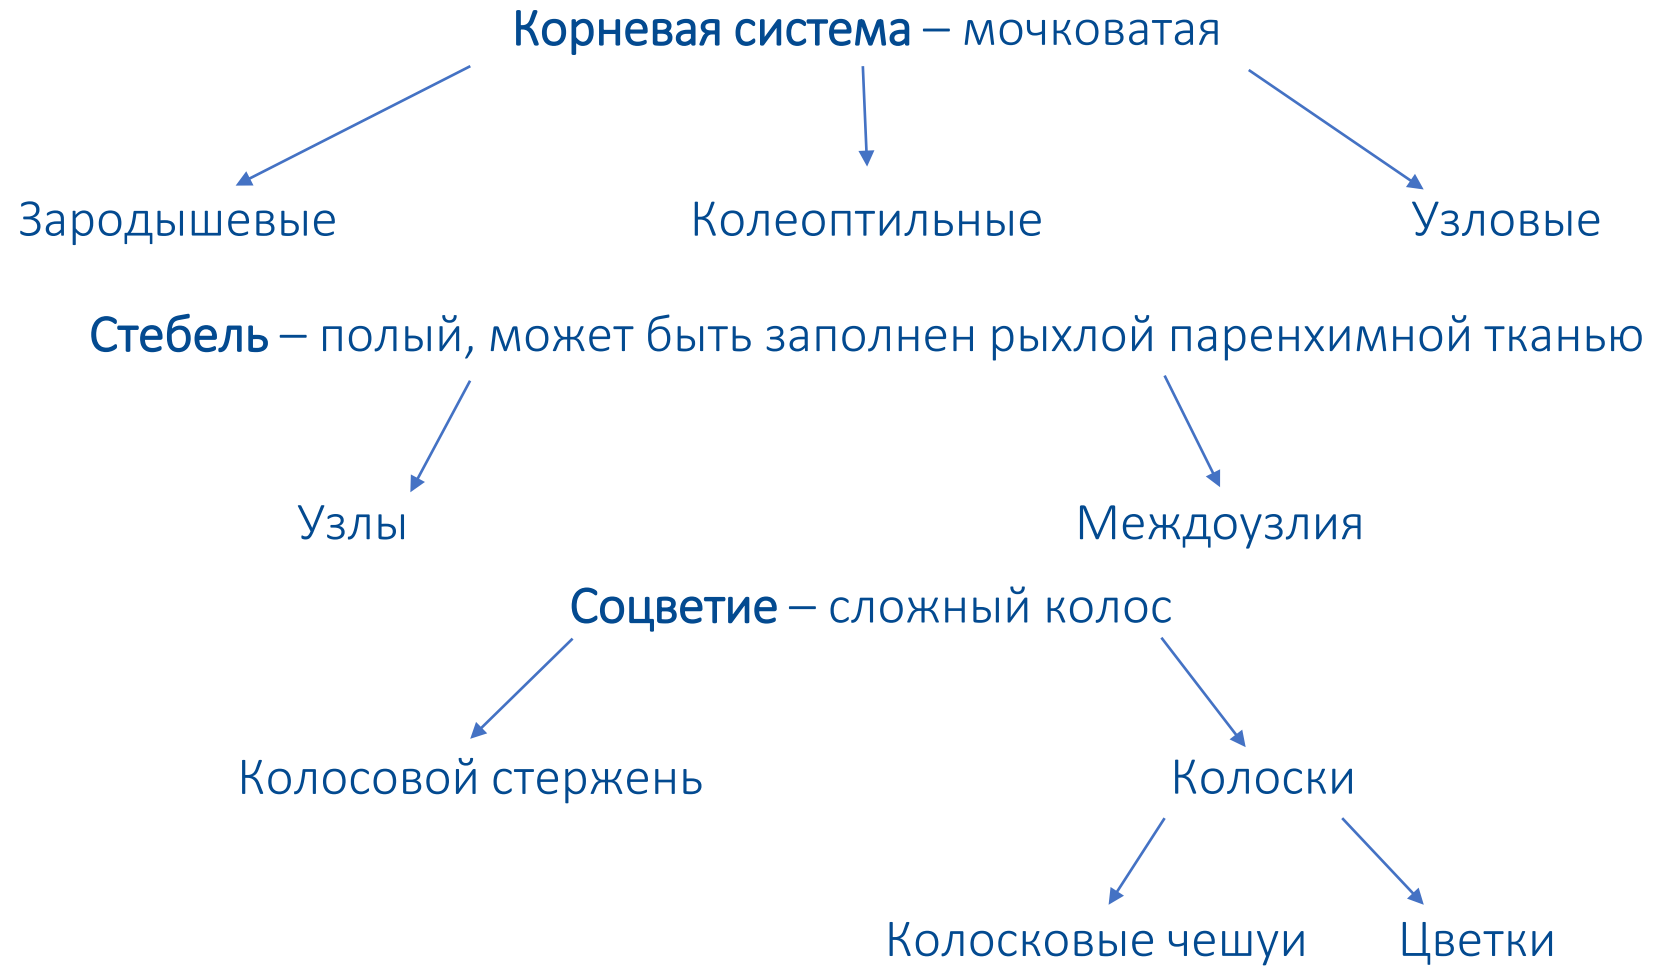 Корневая система – мочковатая
Зародышевые
Колеоптильные
Узловые
Стебель – полый, может быть заполнен рыхлой паренхимной тканью
Узлы
Междоузлия
Соцветие – сложный колос
Колосовой стержень
Колоски
Колосковые чешуи
Цветки